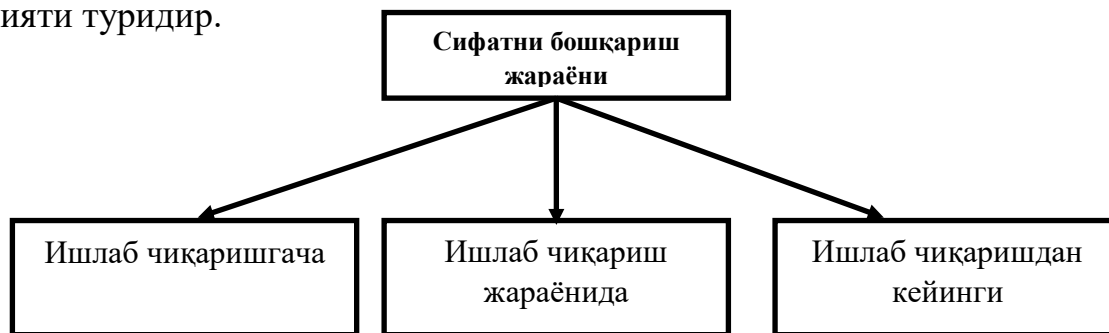 ияти туридир.
Сифатни бошқариш
жараёни
Ишлаб чиқаришгача
Ишлаб чиқариш
жараёнида
Ишлаб чиқаришдан
кейинги